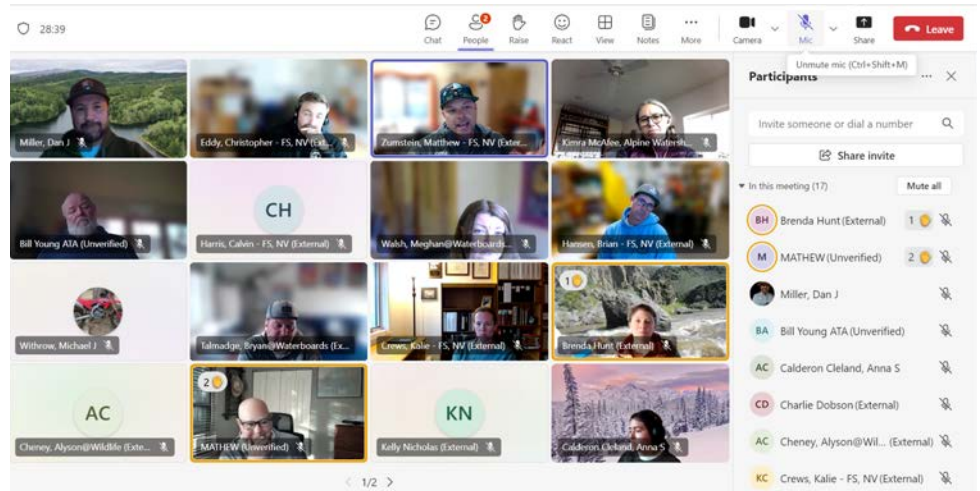 28:39
Chat
2
People
Raise
React
View
Notes
More
Camera
Mic
Share
Leave
Unmute mic (Ctrl+Shift+M)
Miller, Dan J
Eddy, Christopher - FS, NV (Ext...
Zumstein, Matthew - FS, NV (Exter...
Kimra McAfee, Alpine Watersh...
Bill Young ATA (Unverified)
CH
Harris, Calvin - FS, NV (External)
Walsh, Meghan@Waterboards...
Hansen, Brian - FS, NV (External)
Withrow, Michael J
Talmadge, Bryan@Waterboards (Ex...
Crews, Kalie - FS, NV (External)
1
Brenda Hunt (External)
AC
Cheney, Alyson@Wildlife (Exte...
2
MATHEW (Unverified)
KN
Kelly Nicholas (External)
Calderon Cleland, Anna S
1/2
Participants
Invite someone or dial a number
Share invite
In this meeting (17)
Mute all
BH Brenda Hunt (External) 1
M MATHEW (Unverified) 2
Miller, Dan J
BA Bill Young ATA (Unverified)
AC Calderon Cleland, Anna S
CD Charlie Dobson (External)
AC Cheney, Alyson@Wil... (External)
KC Crews, Kalie - FS, NV (External)